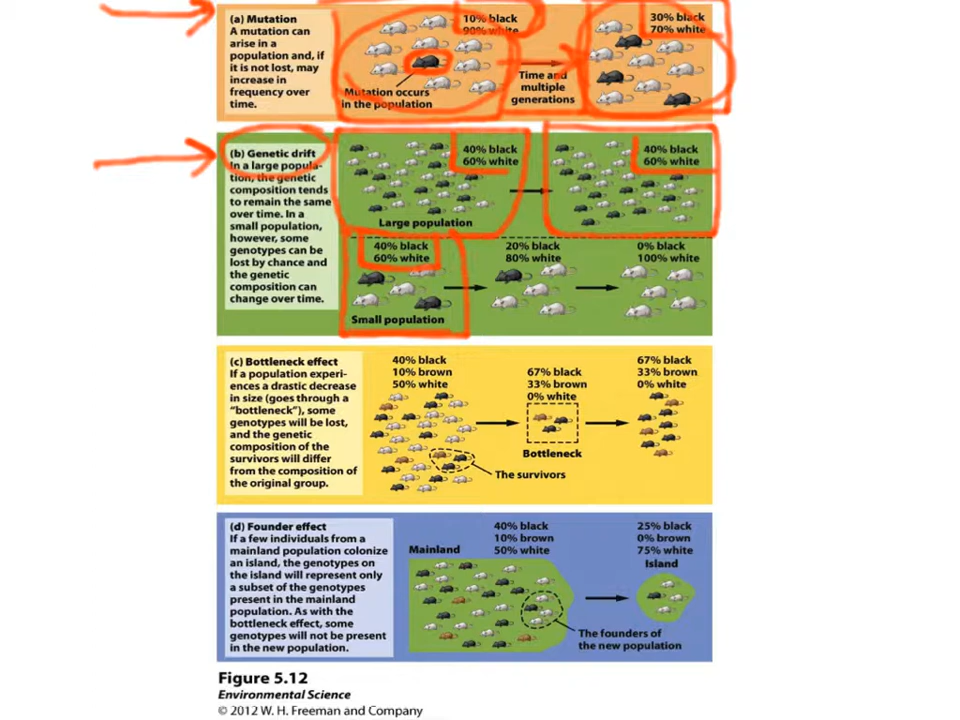 (a) Mutation
A mutation can
arise in a
population and, if
it is not lost, may
increase in
frequency over
time.
10% black
90% white
Mutation occurs
in the population
Time and
multiple
generations
30% black
70% white
(b) Genetic drift
In a large popula-
tion, the genetic
composition tends
to remain the same
over time. In a
small population,
however, some
genotypes can be
lost by chance and
the genetic
composition can
change over time.
40% black
60% white
Large population
40% black
60% white
40% black
60% white
Small population
20% black
80% white
0% black
100% white
(c) Bottleneck effect
If a population experi-
ences a drastic decrease
in size (goes through a
“bottleneck”), some
genotypes will be lost,
and the genetic
composition of the
survivors will differ
from the composition of
the original group.
40% black
10% brown
50% white
The survivors
67% black
33% brown
0% white
Bottleneck
67% black
33% brown
0% white
(d) Founder effect
If a few individuals from a
mainland population colonize
an island, the genotypes on
the island will represent only
a subset of the genotypes
present in the mainland
population. As with the
bottleneck effect, some
genotypes will not be present
in the new population.
Mainland
40% black
10% brown
50% white
The founders of
the new population
25% black
0% brown
75% white
Island
Figure 5.12
Environmental Science
© 2012 W. H. Freeman and Company